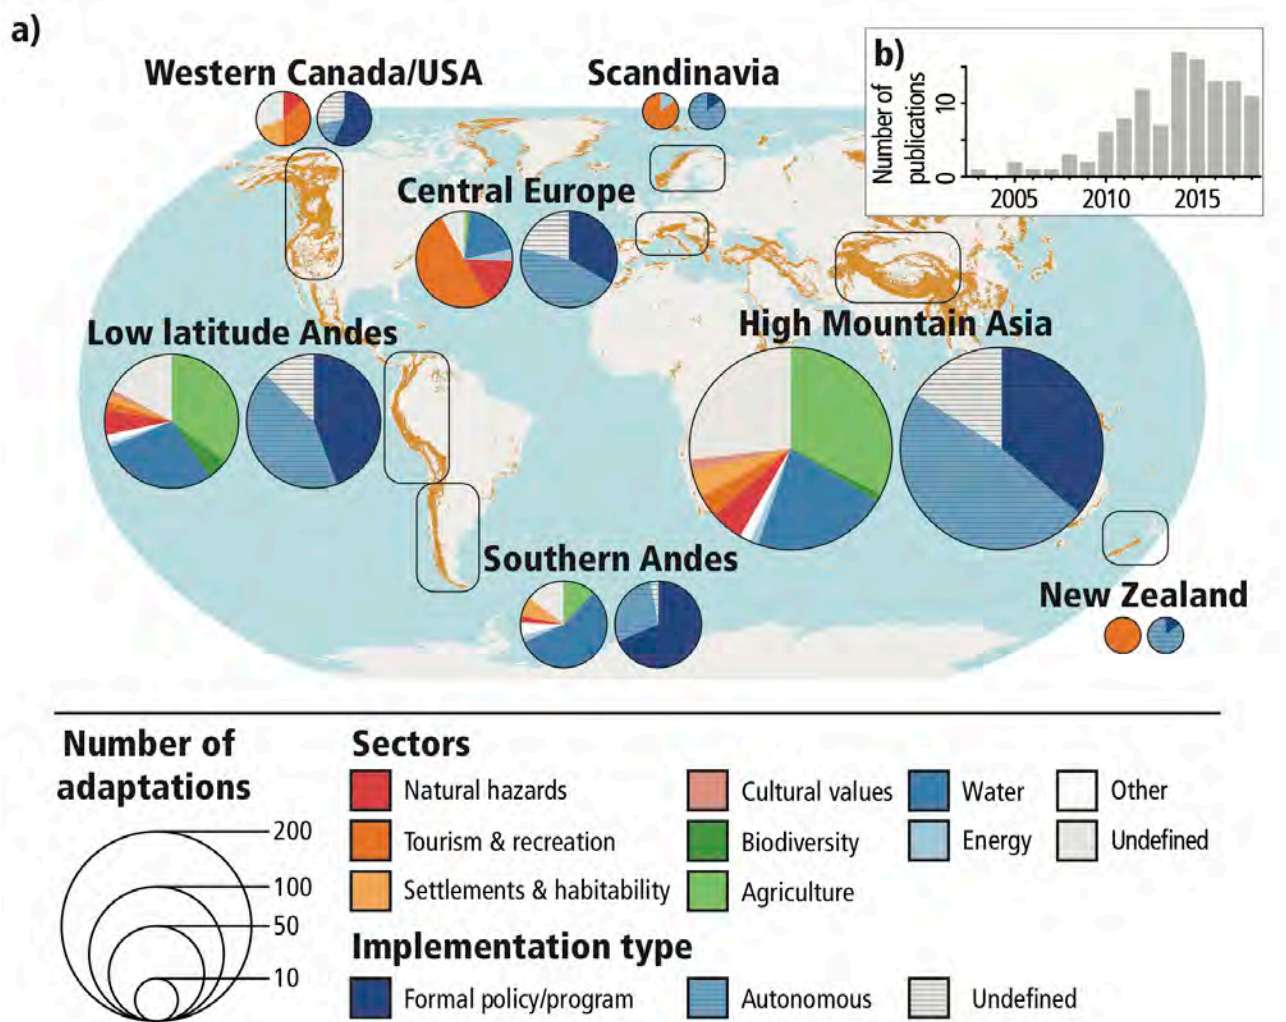 a)
Western Canada/USA
Scandinavia
b)
Number of
publications
10
0
2005
2010
2015
Central Europe
Low latitude Andes
High Mountain Asia
Southern Andes
New Zealand
Number of
adaptations
200
100
50
10
Sectors
Natural hazards
Tourism & recreation
Settlements & habitability
Cultural values
Biodiversity
Agriculture
Water
Energy
Other
Undefined
Implementation type
Formal policy/program
Autonomous
Undefined